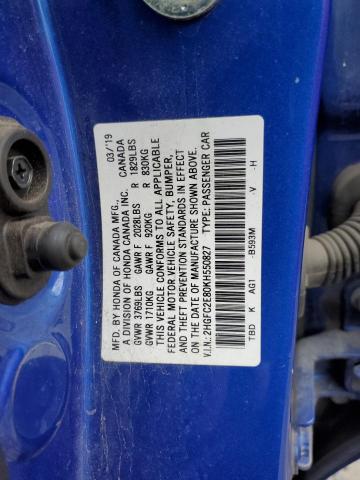 MFD. BY HONDA OF CANADA MFG., 03/'19
A DIVISION OF HONDA CANADA INC. CANADA
GVWR 3769LBS GAWR F 2028LBS R 1829LBS
GVWR 1710KG GAWR F 920KG R 830KG
THIS VEHICLE CONFORMS TO ALL APPLICABLE
FEDERAL MOTOR VEHICLE SAFETY, BUMPER,
AND THEFT PREVENTION STANDARDS IN EFFECT
ON THE DATE OF MANUFACTURE SHOWN ABOVE.
V.I.N.: 2HGFC2E80KH550827 TYPE: PASSENGER CAR
TBD K AGT -B593M V -H